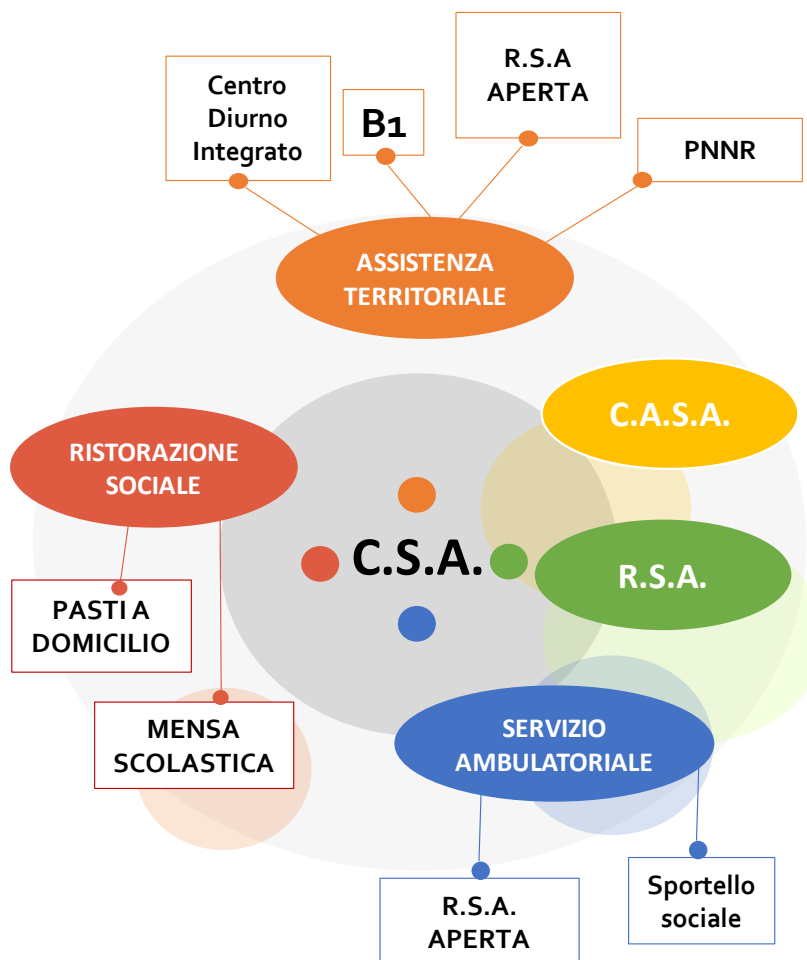 R.S.A
APERTA
Centro
Diurno
Integrato
B1
PNNR
ASSISTENZA
TERRITORIALE
C.A.S.A.
RISTORAZIONE
SOCIALE
C.S.A.
R.S.A.
PASTI A
DOMICILIO
MENSA
SCOLASTICA
SERVIZIO
AMBULATORIALE
R.S.A.
APERTA
Sportello
sociale